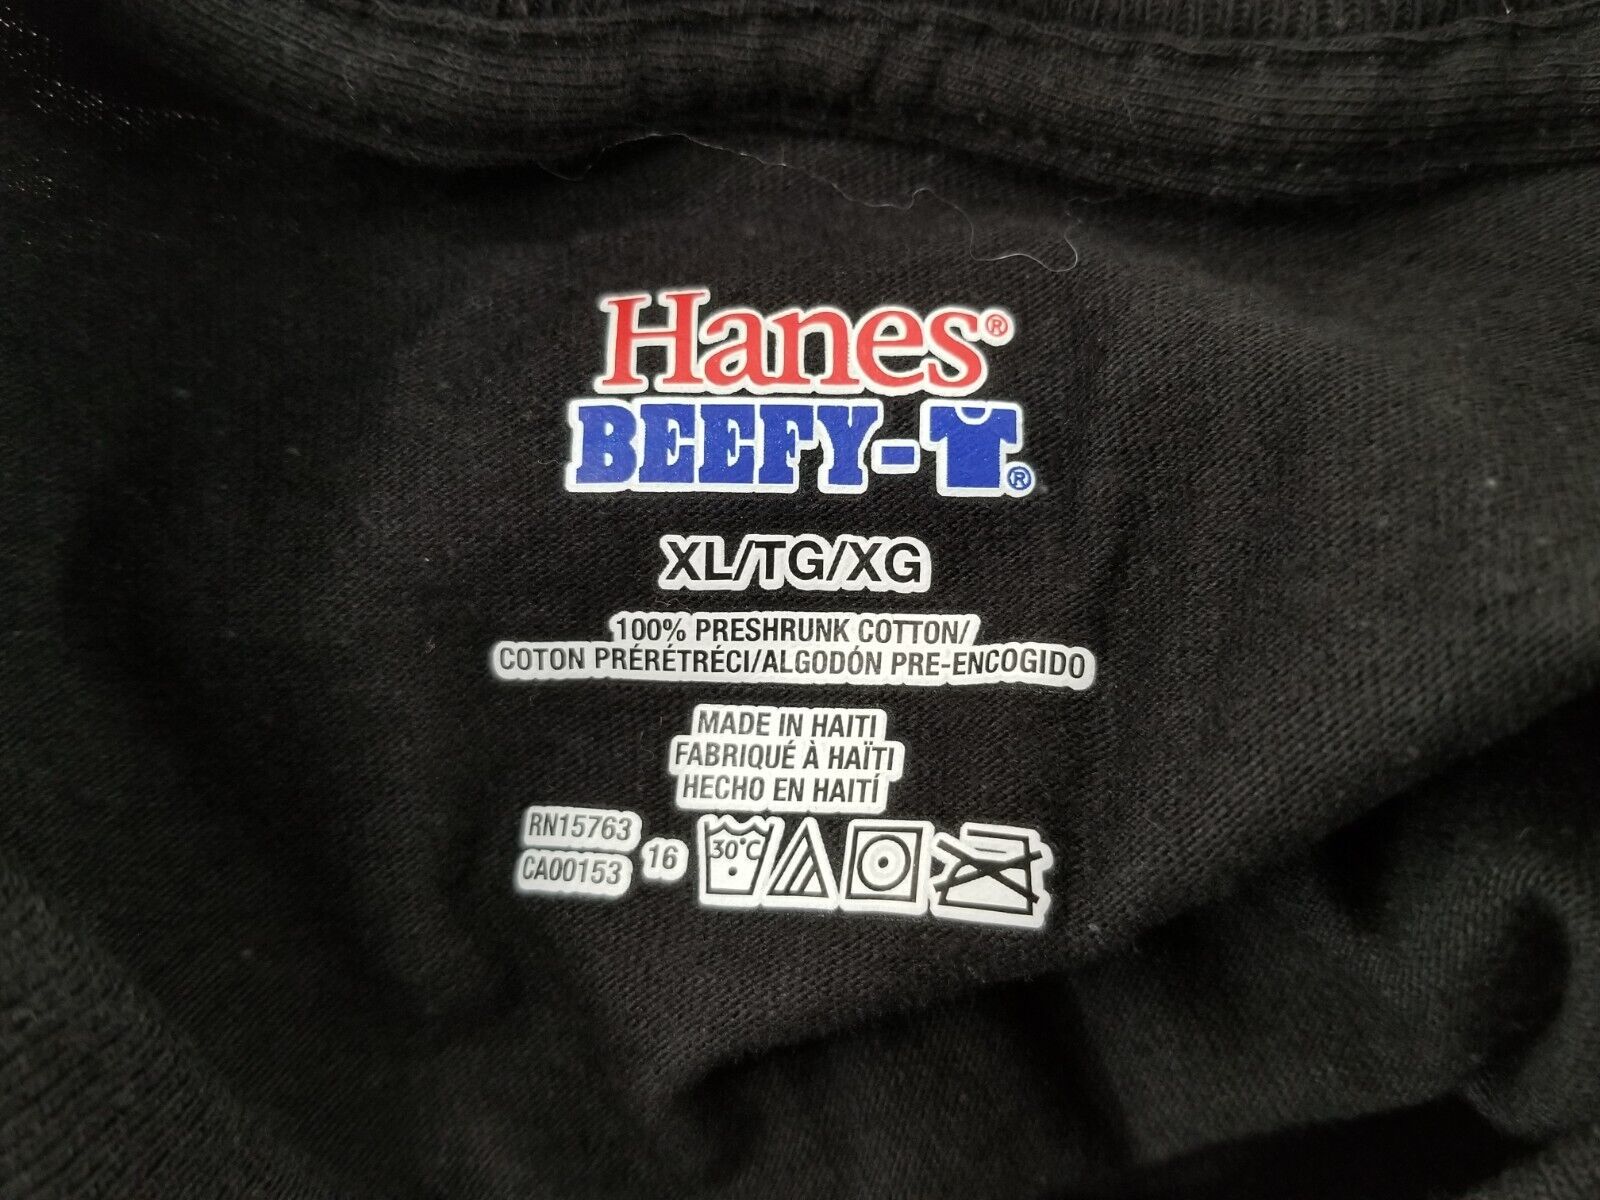 Hanes®
BEEFY-T®
XL/TG/XG
100% PRESHRUNK COTTON/
COTON PRÉRÉTRÉCI/ALGODÓN PRE-ENCOGIDO
MADE IN HAITI
FABRIQUÉ À HAÏTI
HECHO EN HAITÍ
RN15763
CA00153
16
30°C